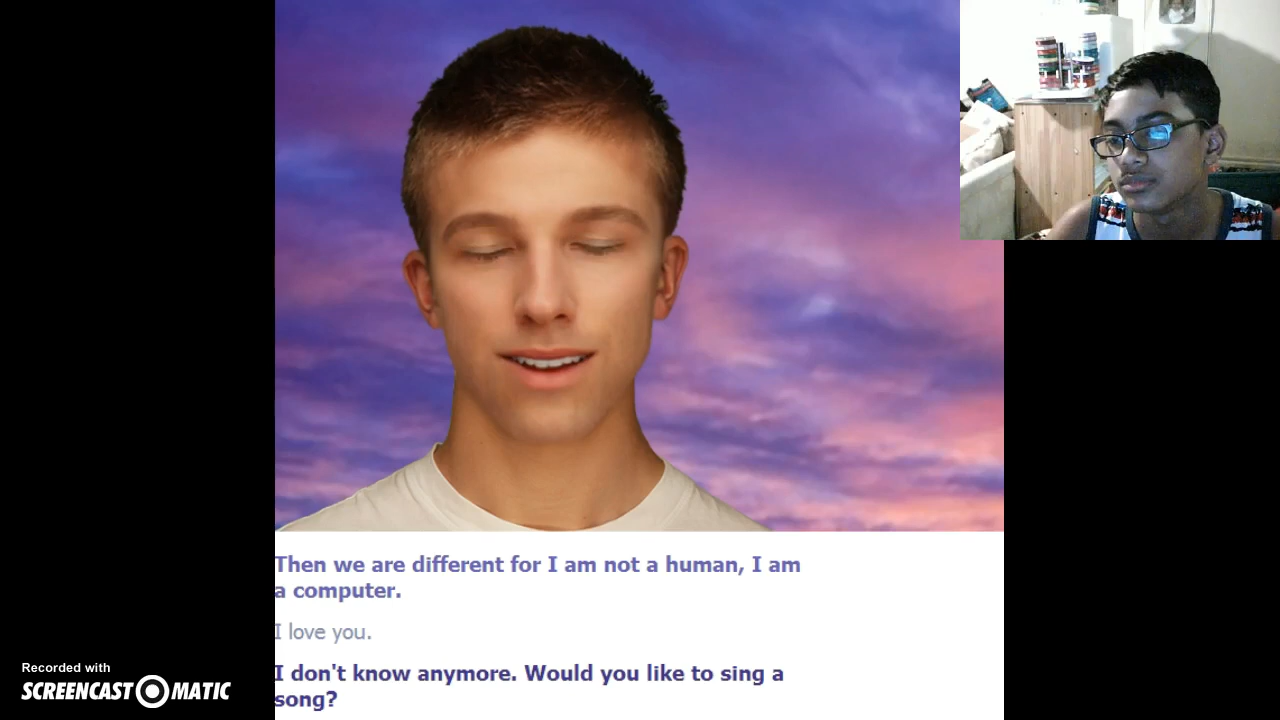 Then we are different for I am not a human, I am
a computer.
I love you.
I don't know anymore. Would you like to sing a
song?
Recorded with
SCREENCAST MATIC